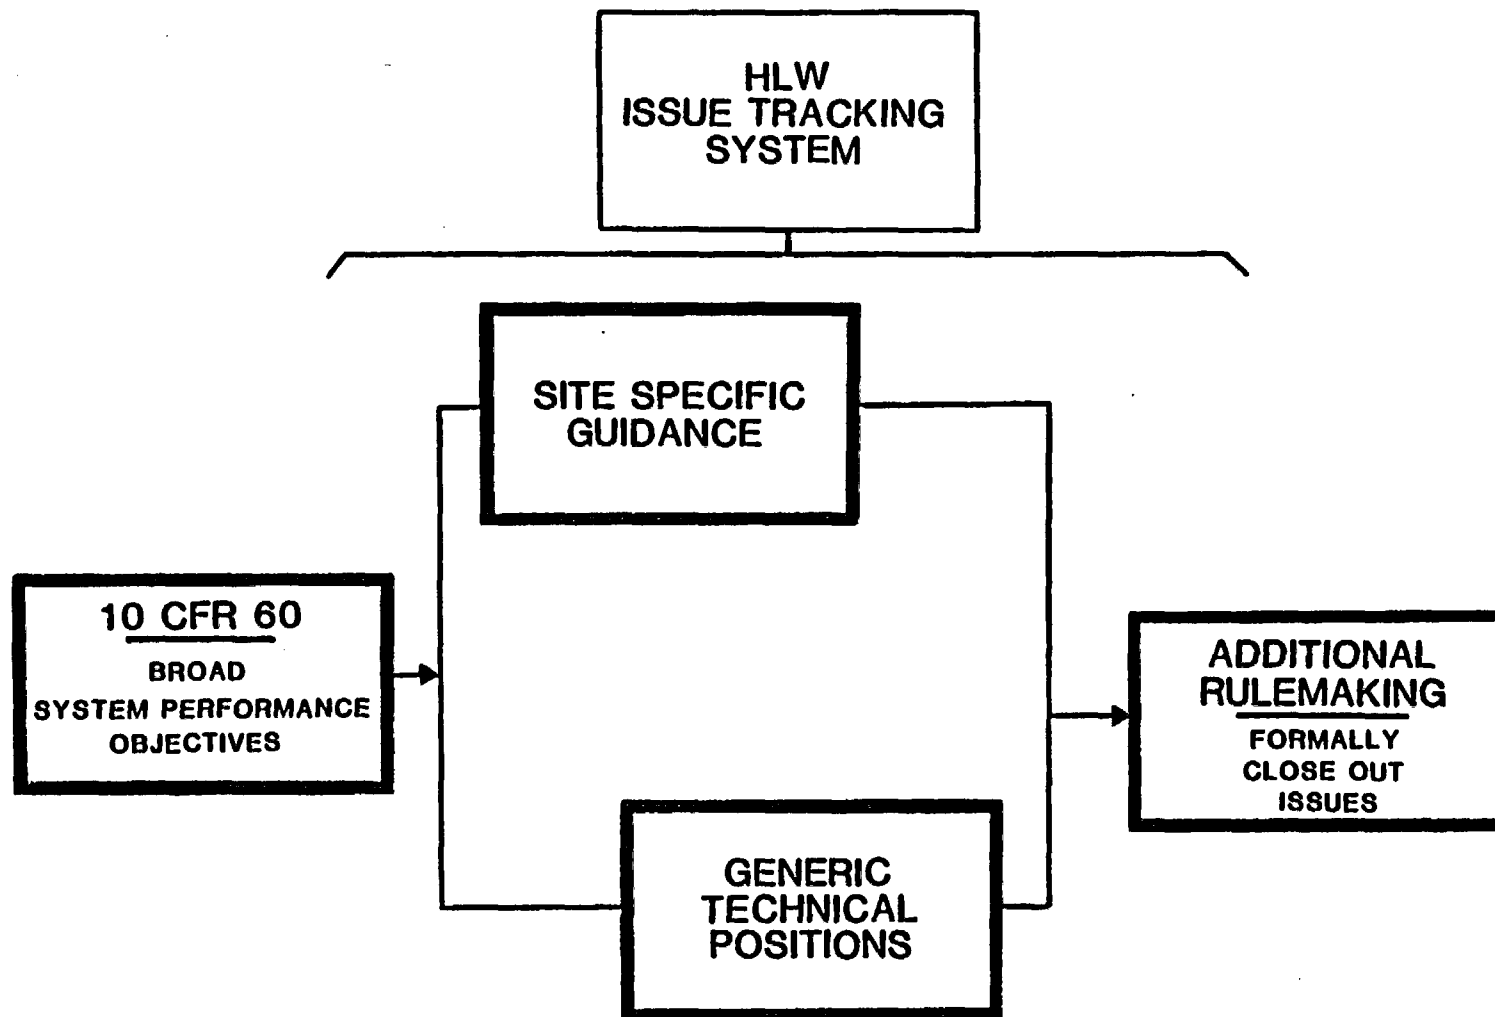 HLW
ISSUE TRACKING
SYSTEM
SITE SPECIFIC
GUIDANCE
10 CFR 60
BROAD
SYSTEM PERFORMANCE
OBJECTIVES
ADDITIONAL
RULEMAKING
FORMALLY
CLOSE OUT
ISSUES
GENERIC
TECHNICAL
POSITIONS